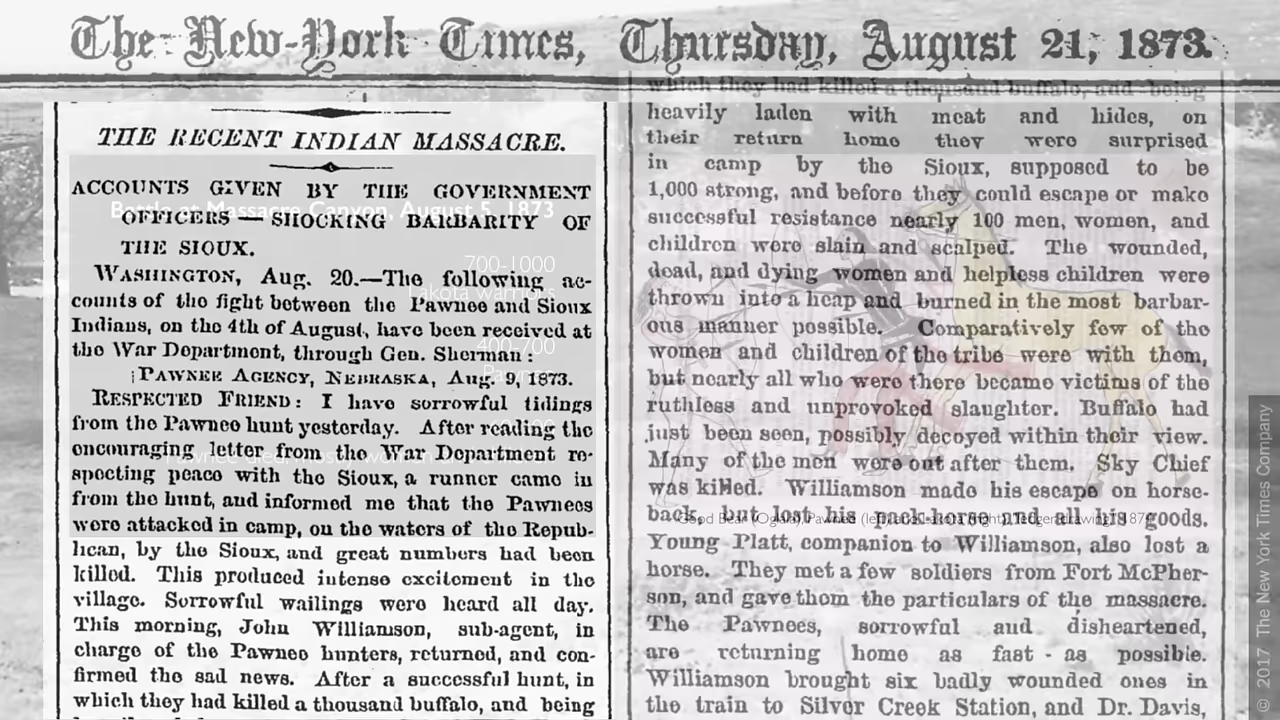 The New-York Times, Thursday, August 21, 1873.
THE RECENT INDIAN MASSACRE.
ACCOUNTS GIVEN BY THE GOVERNMENT
OFFICERS — SHOCKING BARBARITY OF
THE SIOUX.
WASHINGTON, Aug. 20.—The following ac-
counts of the fight between the Pawnee and Sioux
Indians, on the 4th of August, have been received at
the War Department, through Gen. Sherman:
PAWNEE AGENCY, NEBRASKA, Aug. 9, 1873.
RESPECTED FRIEND: I have sorrowful tidings
from the Pawnee hunt yesterday. After reading the
encouraging letter from the War Department re-
specting peace with the Sioux, a runner came in
from the hunt, and informed me that the Pawnees
were attacked in camp, on the waters of the Repub-
lican, by the Sioux, and great numbers had been
killed. This produced intense excitement in the
village. Sorrowful wailings were heard all day.
This morning, John Williamson, sub-agent, in
charge of the Pawnee hunters, returned, and con-
firmed the sad news. After a successful hunt, in
which they had killed a thousand buffalo, and being
which they had killed a thousand buffalo, and being
heavily laden with meat and hides, on
their return home they were surprised
in camp by the Sioux, supposed to be
1,000 strong, and before they could escape or make
successful resistance nearly 100 men, women, and
children were slain and scalped. The wounded,
dead, and dying women and helpless children were
thrown into a heap and burned in the most barbar-
ous manner possible. Comparatively few of the
women and children of the tribe were with them,
but nearly all who were there became victims of the
ruthless and unprovoked slaughter. Buffalo had
just been seen, possibly decoyed within their view.
Many of the men were out after them. Sky Chief
was killed. Williamson made his escape on horse-
back, but lost his pack-horse and all his goods.
Young Platt, companion to Williamson, also lost a
horse. They met a few soldiers from Fort McPher-
son, and gave them the particulars of the massacre.
The Pawnees, sorrowful and disheartened,
are returning home as fast as possible.
Williamson brought six badly wounded ones in
the train to Silver Creek Station, and Dr. Davis,
Battle at Massacre Canyon, August 5, 1873
700-1000
Lakota warriors
400-700
Pawnee
© 2017 The New York Times Company